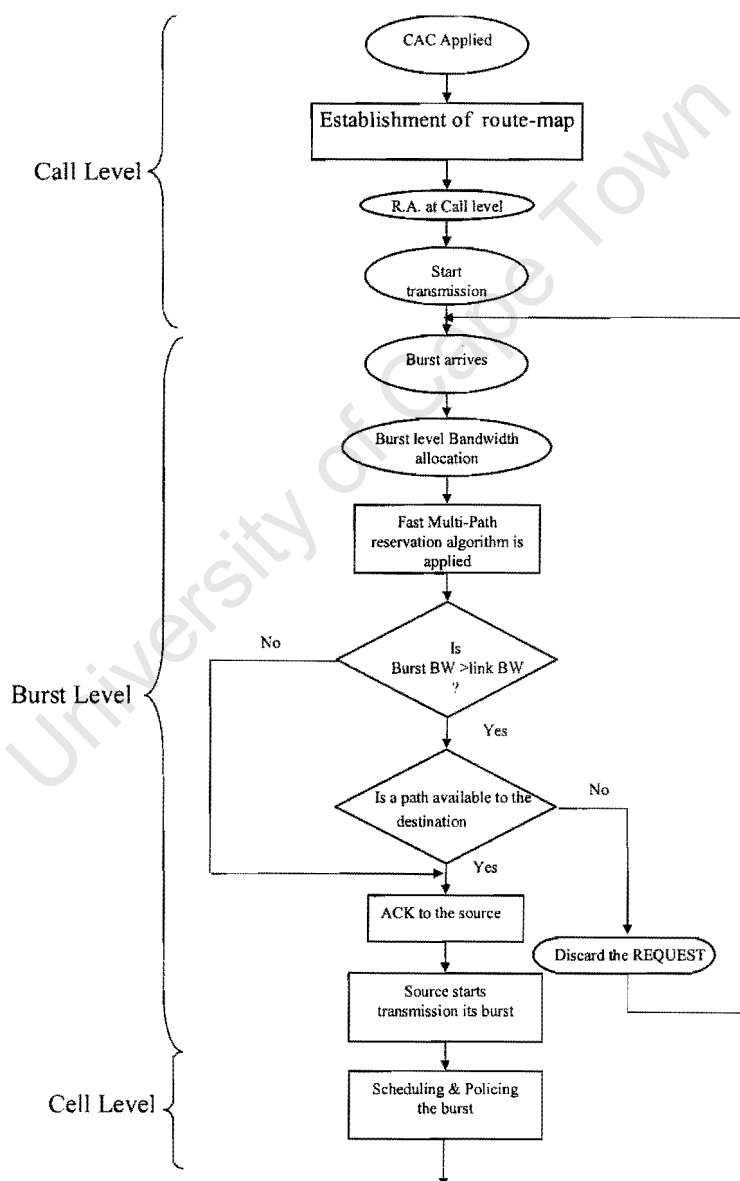 CAC Applied
Establishment of route-map
Call Level
R.A. at Call level
Start
transmission
Burst arrives
Burst level Bandwidth
allocation
Fast Multi-Path
reservation algorithm is
applied
No
Is
Burst BW >link BW
?
Burst Level
Yes
Is a path available to the
destination
No
Yes
ACK to the source
Discard the REQUEST
Source starts
transmission its burst
Cell Level
Scheduling & Policing
the burst
University of Cape Town